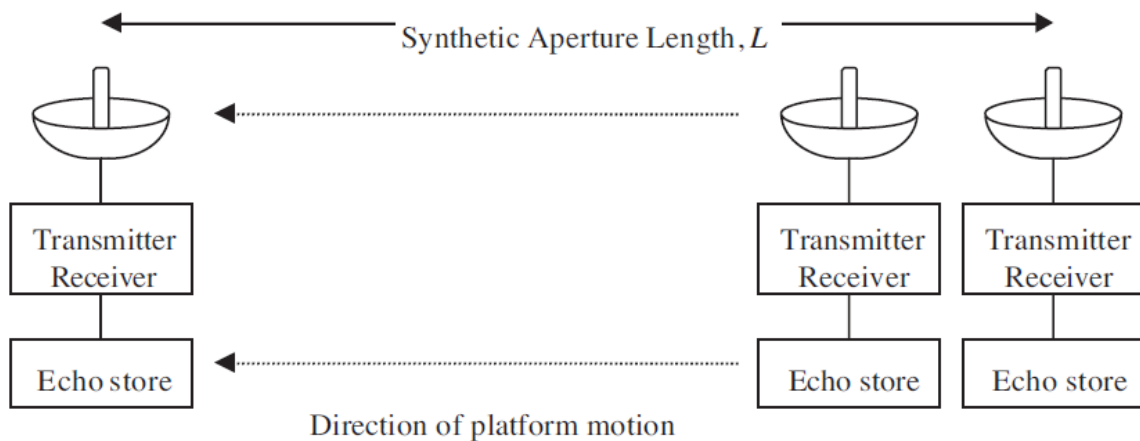 Synthetic Aperture Length, L
Transmitter
Receiver
Transmitter
Receiver
Transmitter
Receiver
Echo store
Echo store
Echo store
Direction of platform motion